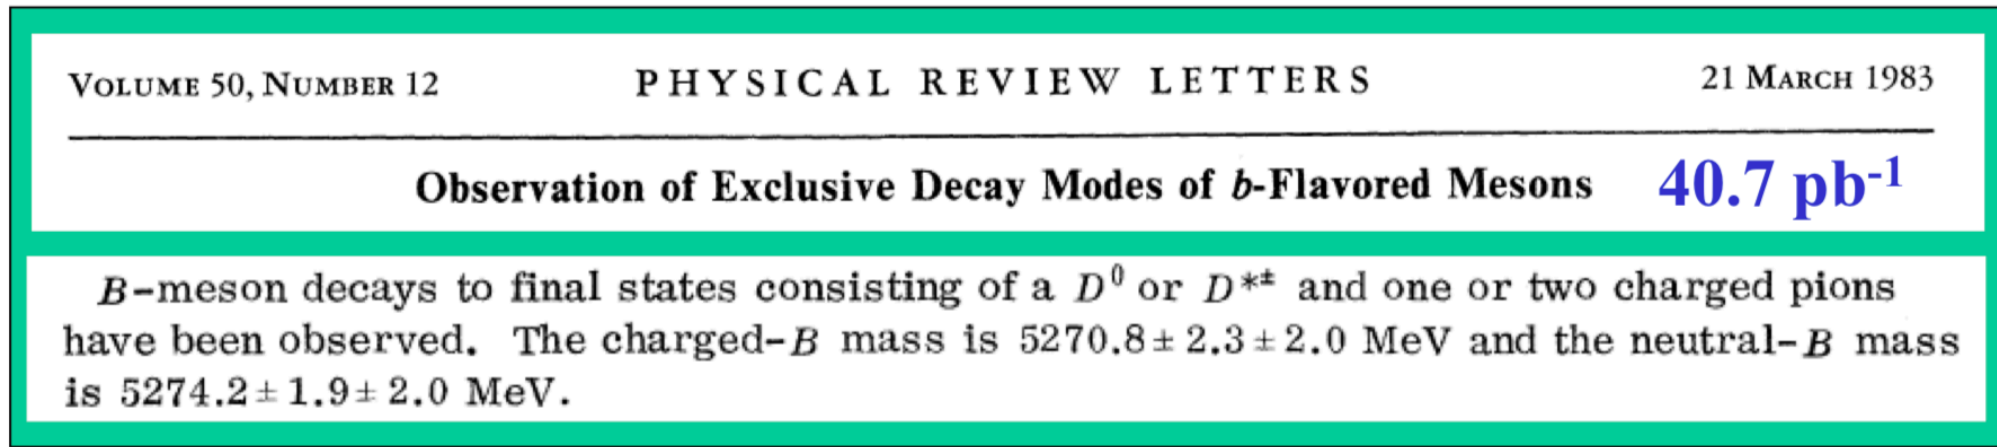 VOLUME 50, NUMBER 12 PHYSICAL REVIEW LETTERS 21 MARCH 1983
Observation of Exclusive Decay Modes of b-Flavored Mesons 40.7 pb⁻¹
B-meson decays to final states consisting of a D⁰ or D*± and one or two charged pions
have been observed. The charged-B mass is 5270.8 ± 2.3 ± 2.0 MeV and the neutral-B mass
is 5274.2 ± 1.9 ± 2.0 MeV.